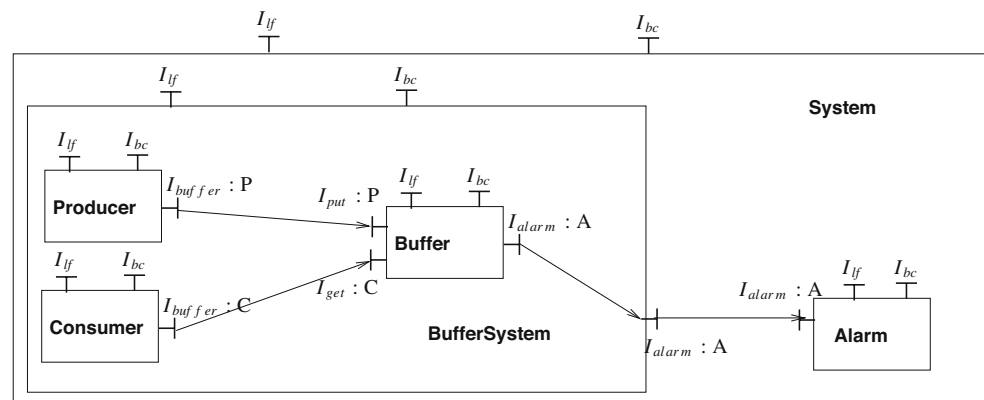 I_lf
I_bc
I_lf
I_bc
System
I_lf
I_bc
Producer
I_buffer : P
I_put : P
I_lf
I_bc
Buffer
I_alarm : A
I_lf
I_bc
Consumer
I_buffer : C
I_get : C
BufferSystem
I_alarm : A
I_alarm : A
I_lf
I_bc
Alarm